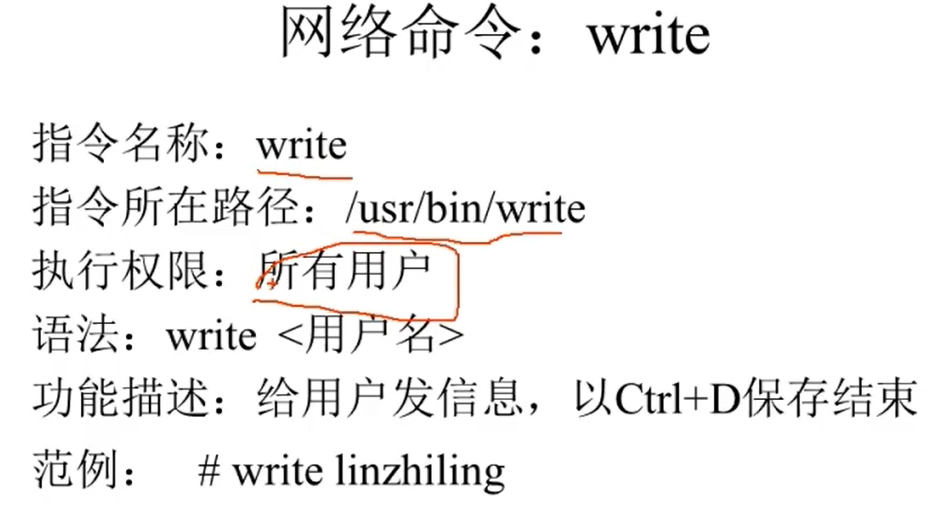 网络命令：write
指令名称：write
指令所在路径：/usr/bin/write
执行权限：所有用户
语法：write <用户名>
功能描述：给用户发信息，以Ctrl+D保存结束
范例： # write linzhiling